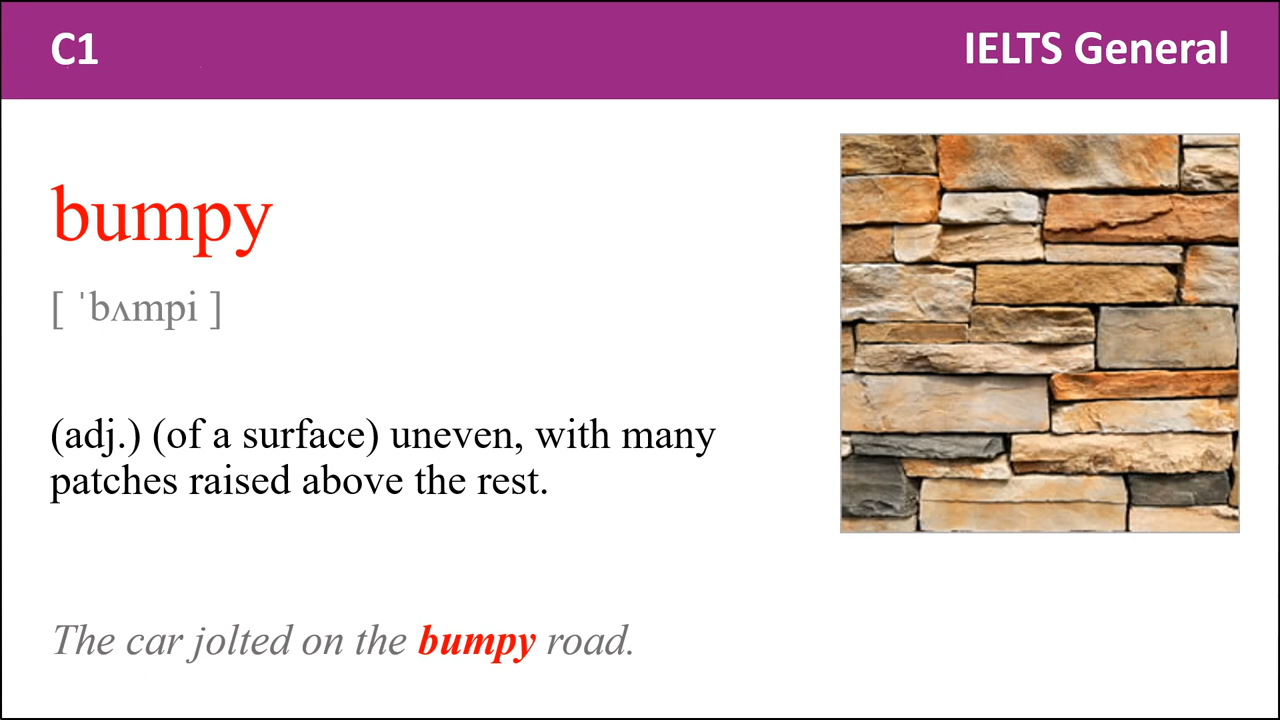 C1
IELTS General
bumpy
[ ˈbʌmpi ]
(adj.) (of a surface) uneven, with many
patches raised above the rest.
The car jolted on the bumpy road.